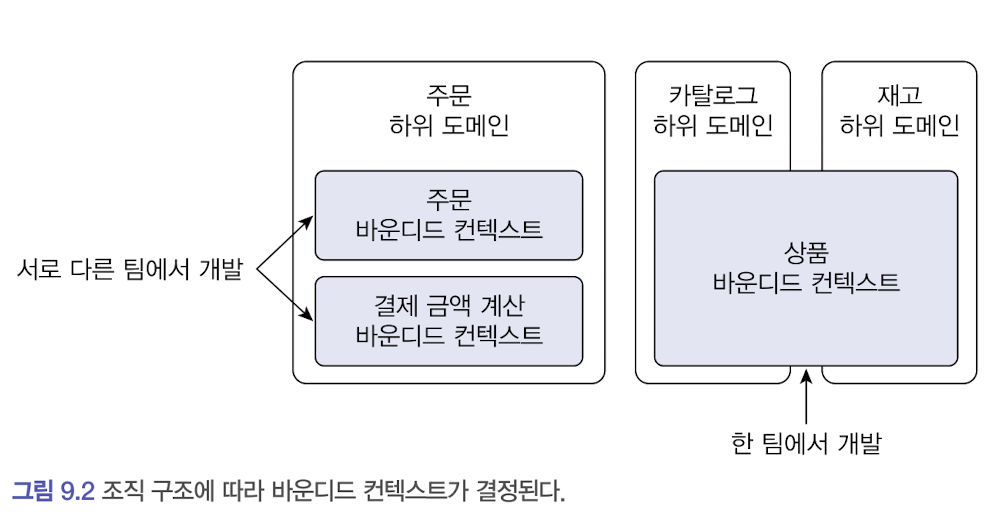 주문
하위 도메인
주문
바운디드 컨텍스트
결제 금액 계산
바운디드 컨텍스트
서로 다른 팀에서 개발
카탈로그
하위 도메인
재고
하위 도메인
상품
바운디드 컨텍스트
한 팀에서 개발
그림 9.2 조직 구조에 따라 바운디드 컨텍스트가 결정된다.